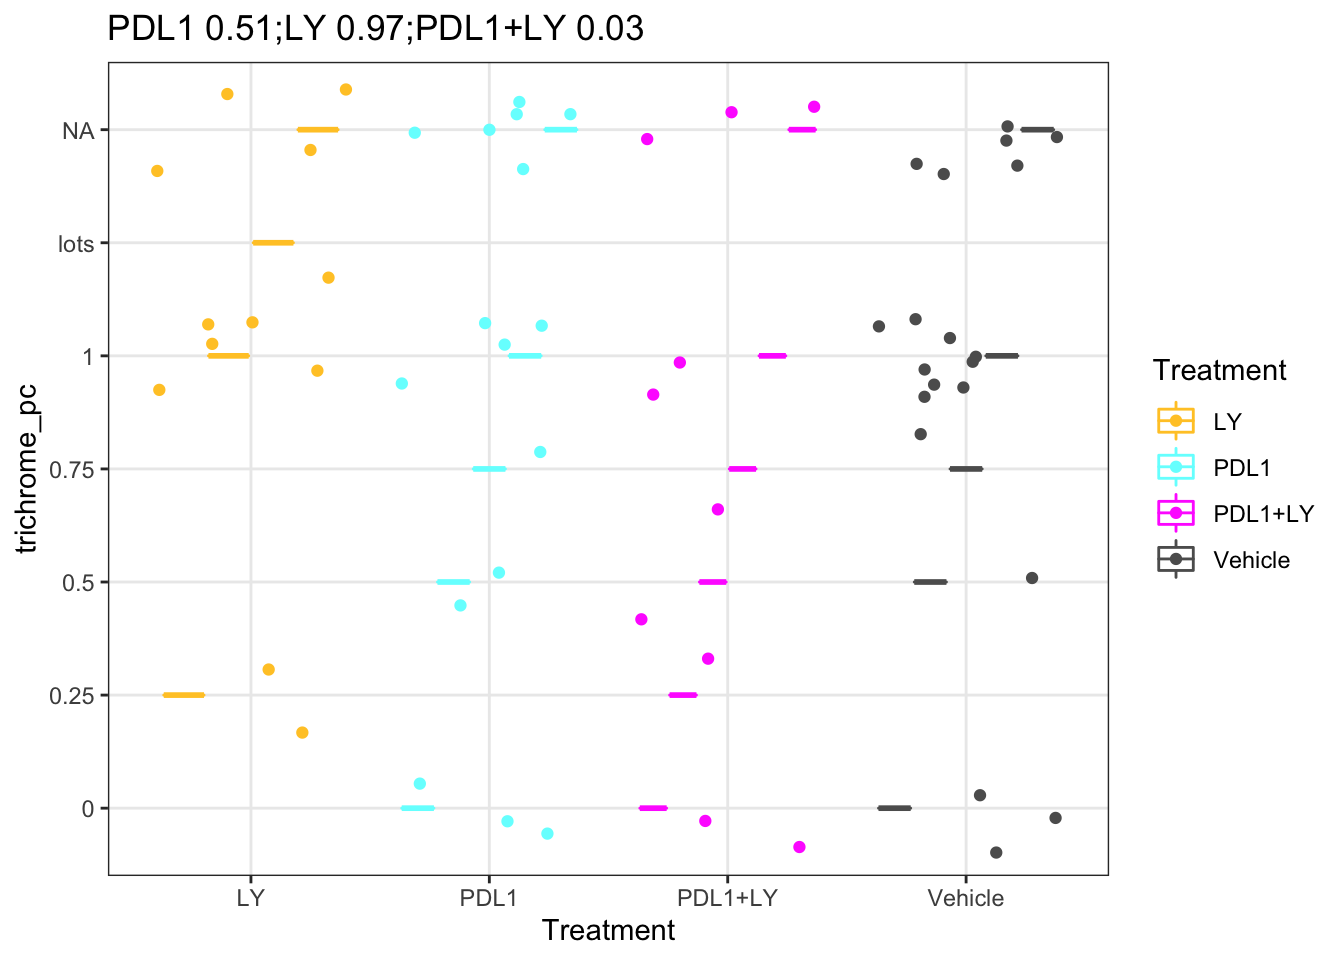 PDL1 0.51;LY 0.97;PDL1+LY 0.03
NA
lots
1
0.75
0.5
0.25
0
trichrome_pc
LY
PDL1
PDL1+LY
Vehicle
Treatment
Treatment
LY
PDL1
PDL1+LY
Vehicle